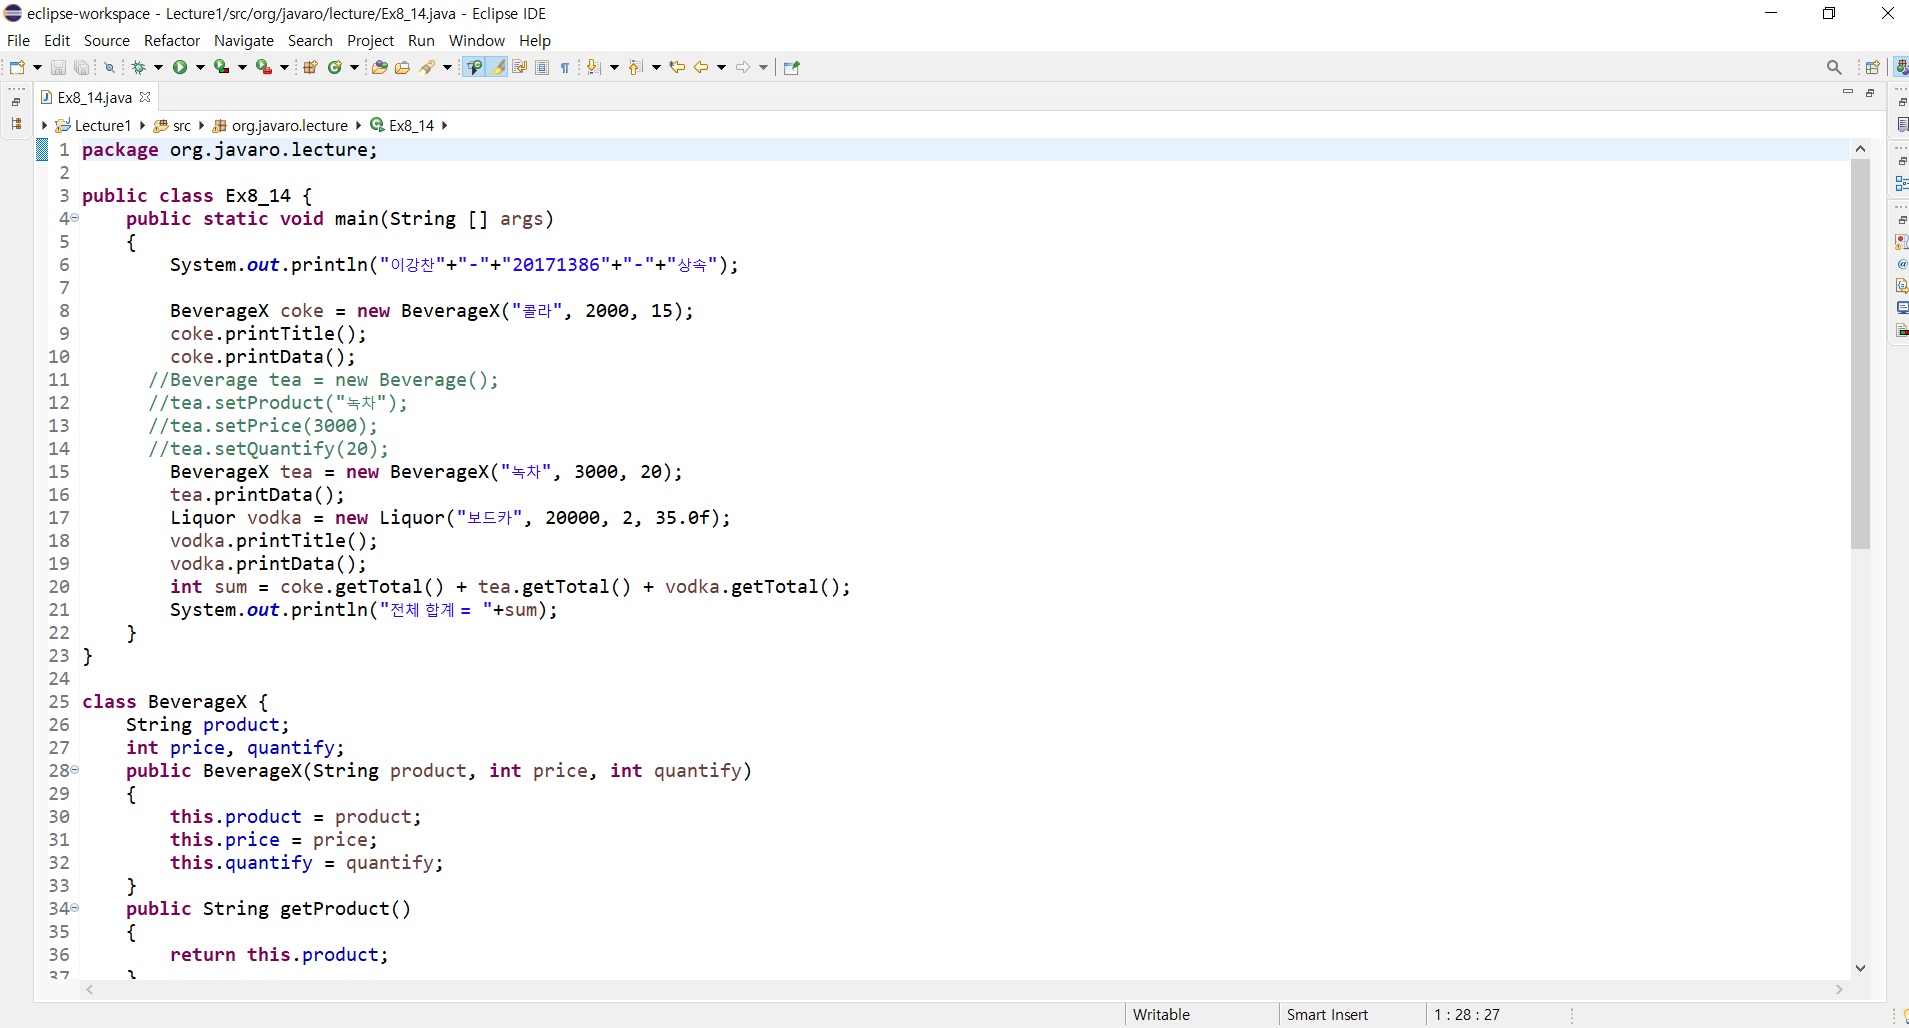 eclipse-workspace - Lecture1/src/org/javaro/lecture/Ex8_14.java - Eclipse IDE
File Edit Source Refactor Navigate Search Project Run Window Help
Ex8_14.java
Lecture1 src org.javaro.lecture Ex8_14
1 package org.javaro.lecture;
2
3 public class Ex8_14 {
4 public static void main(String [] args)
5 {
6 System.out.println("이강찬"+"-"+"20171386"+"-"+"상속");
7
8 BeverageX coke = new BeverageX("콜라", 2000, 15);
9 coke.printTitle();
10 coke.printData();
11 //Beverage tea = new Beverage();
12 //tea.setProduct("녹차");
13 //tea.setPrice(3000);
14 //tea.setQuantify(20);
15 BeverageX tea = new BeverageX("녹차", 3000, 20);
16 tea.printData();
17 Liquor vodka = new Liquor("보드카", 20000, 2, 35.0f);
18 vodka.printTitle();
19 vodka.printData();
20 int sum = coke.getTotal() + tea.getTotal() + vodka.getTotal();
21 System.out.println("전체 합계 = "+sum);
22 }
23 }
24
25 class BeverageX {
26 String product;
27 int price, quantify;
28 public BeverageX(String product, int price, int quantify)
29 {
30 this.product = product;
31 this.price = price;
32 this.quantify = quantify;
33 }
34 public String getProduct()
35 {
36 return this.product;
37 }
Writable Smart Insert 1 : 28 : 27